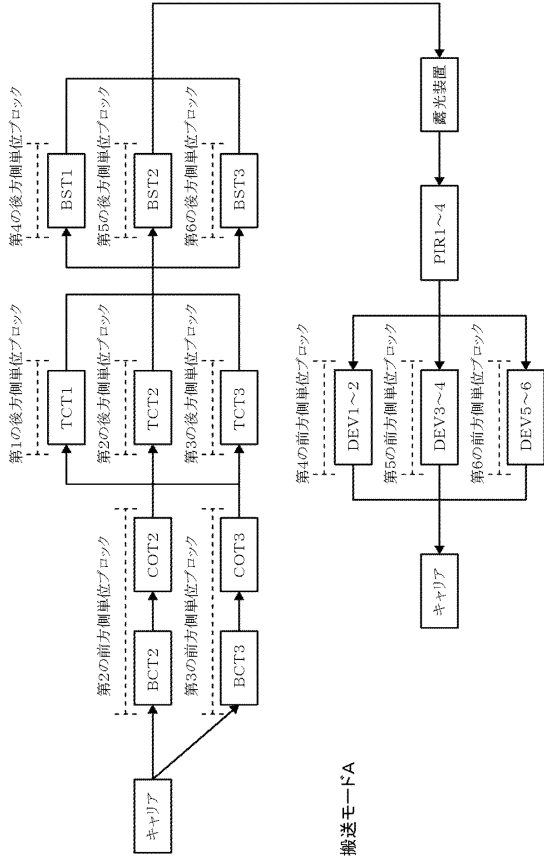 キャリア
第2の前方側単位ブロック
BCT2
COT2
第3の前方側単位ブロック
BCT3
COT3
第1の後方側単位ブロック
TCT1
第2の後方側単位ブロック
TCT2
第3の後方側単位ブロック
TCT3
第4の後方側単位ブロック
BST1
第5の後方側単位ブロック
BST2
第6の後方側単位ブロック
BST3
露光装置
PIR1～4
第4の前方側単位ブロック
DEV1～2
第5の前方側単位ブロック
DEV3～4
第6の前方側単位ブロック
DEV5～6
キャリア
搬送モードA